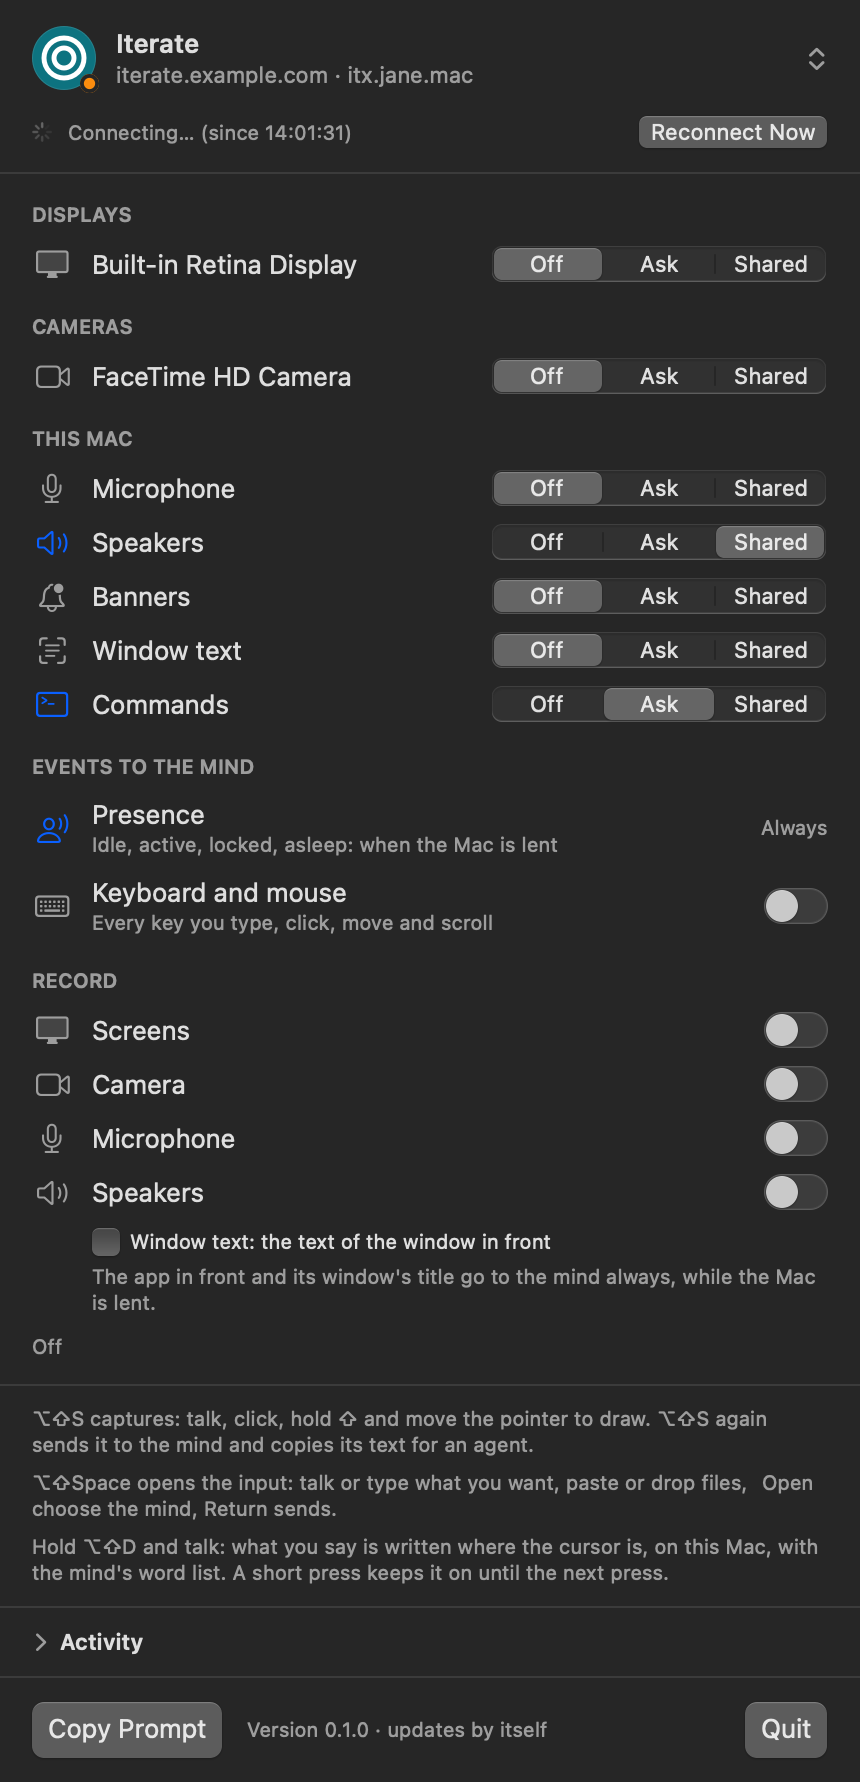 Iterate
iterate.example.com · itx.jane.mac
Connecting... (since 14:01:31)
Reconnect Now
DISPLAYS
Built-in Retina Display Off Ask Shared
CAMERAS
FaceTime HD Camera Off Ask Shared
THIS MAC
Microphone Off Ask Shared
Speakers Off Ask Shared
Banners Off Ask Shared
Window text Off Ask Shared
Commands Off Ask Shared
EVENTS TO THE MIND
Presence
Idle, active, locked, asleep: when the Mac is lent
Always
Keyboard and mouse
Every key you type, click, move and scroll
RECORD
Screens
Camera
Microphone
Speakers
Window text: the text of the window in front
The app in front and its window's title go to the mind always, while the Mac
is lent.
Off
⌥⇧S captures: talk, click, hold ⇧ and move the pointer to draw. ⌥⇧S again
sends it to the mind and copies its text for an agent.
⌥⇧Space opens the input: talk or type what you want, paste or drop files,
choose the mind, Return sends.
Open
Hold ⌥⇧D and talk: what you say is written where the cursor is, on this Mac, with
the mind's word list. A short press keeps it on until the next press.
Activity
Copy Prompt
Version 0.1.0 · updates by itself
Quit